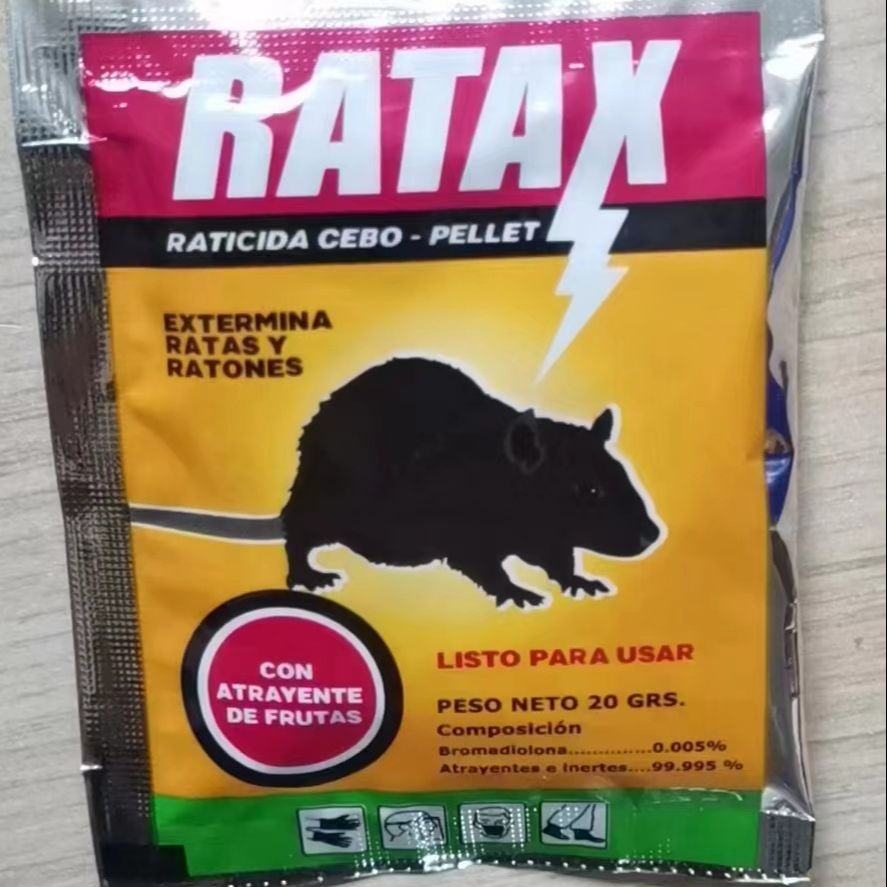 RATAX
RATICIDA CEBO - PELLET
EXTERMINA
RATAS Y
RATONES
CON
ATRAYENTE
DE FRUTAS
LISTO PARA USAR
PESO NETO 20 GRS.
Composición
Bromadiolona..............0.005%
Atrayentes e inertes....99.995 %